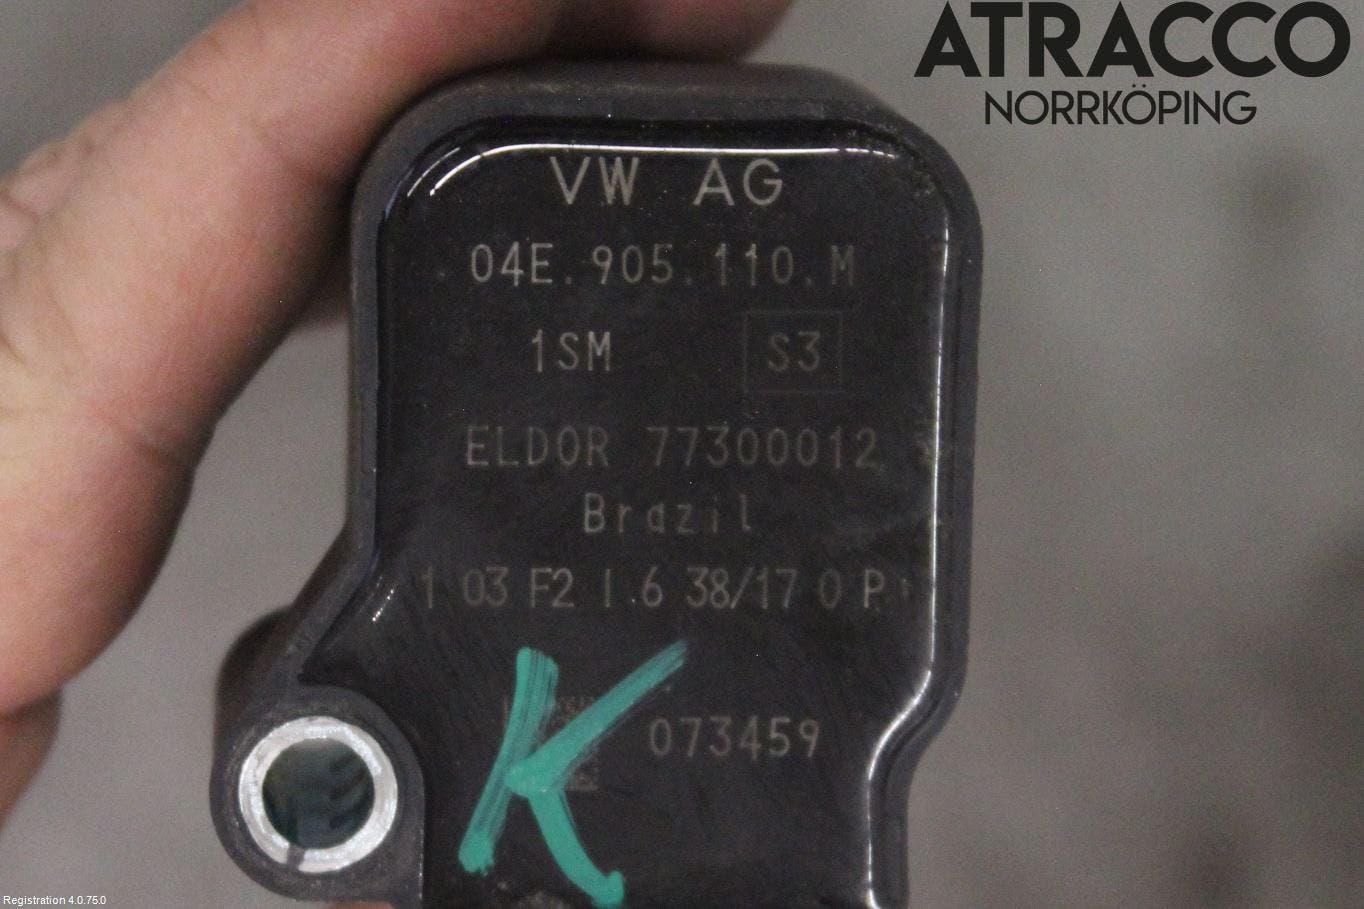 ATRACCO
NORRKÖPING
VW AG
04E.905.110.M
1SM S3
ELDOR 77300012
Brazil
1 03 F2 I.6 38/17 0 P
K
073459
Registration 4.0.75.0